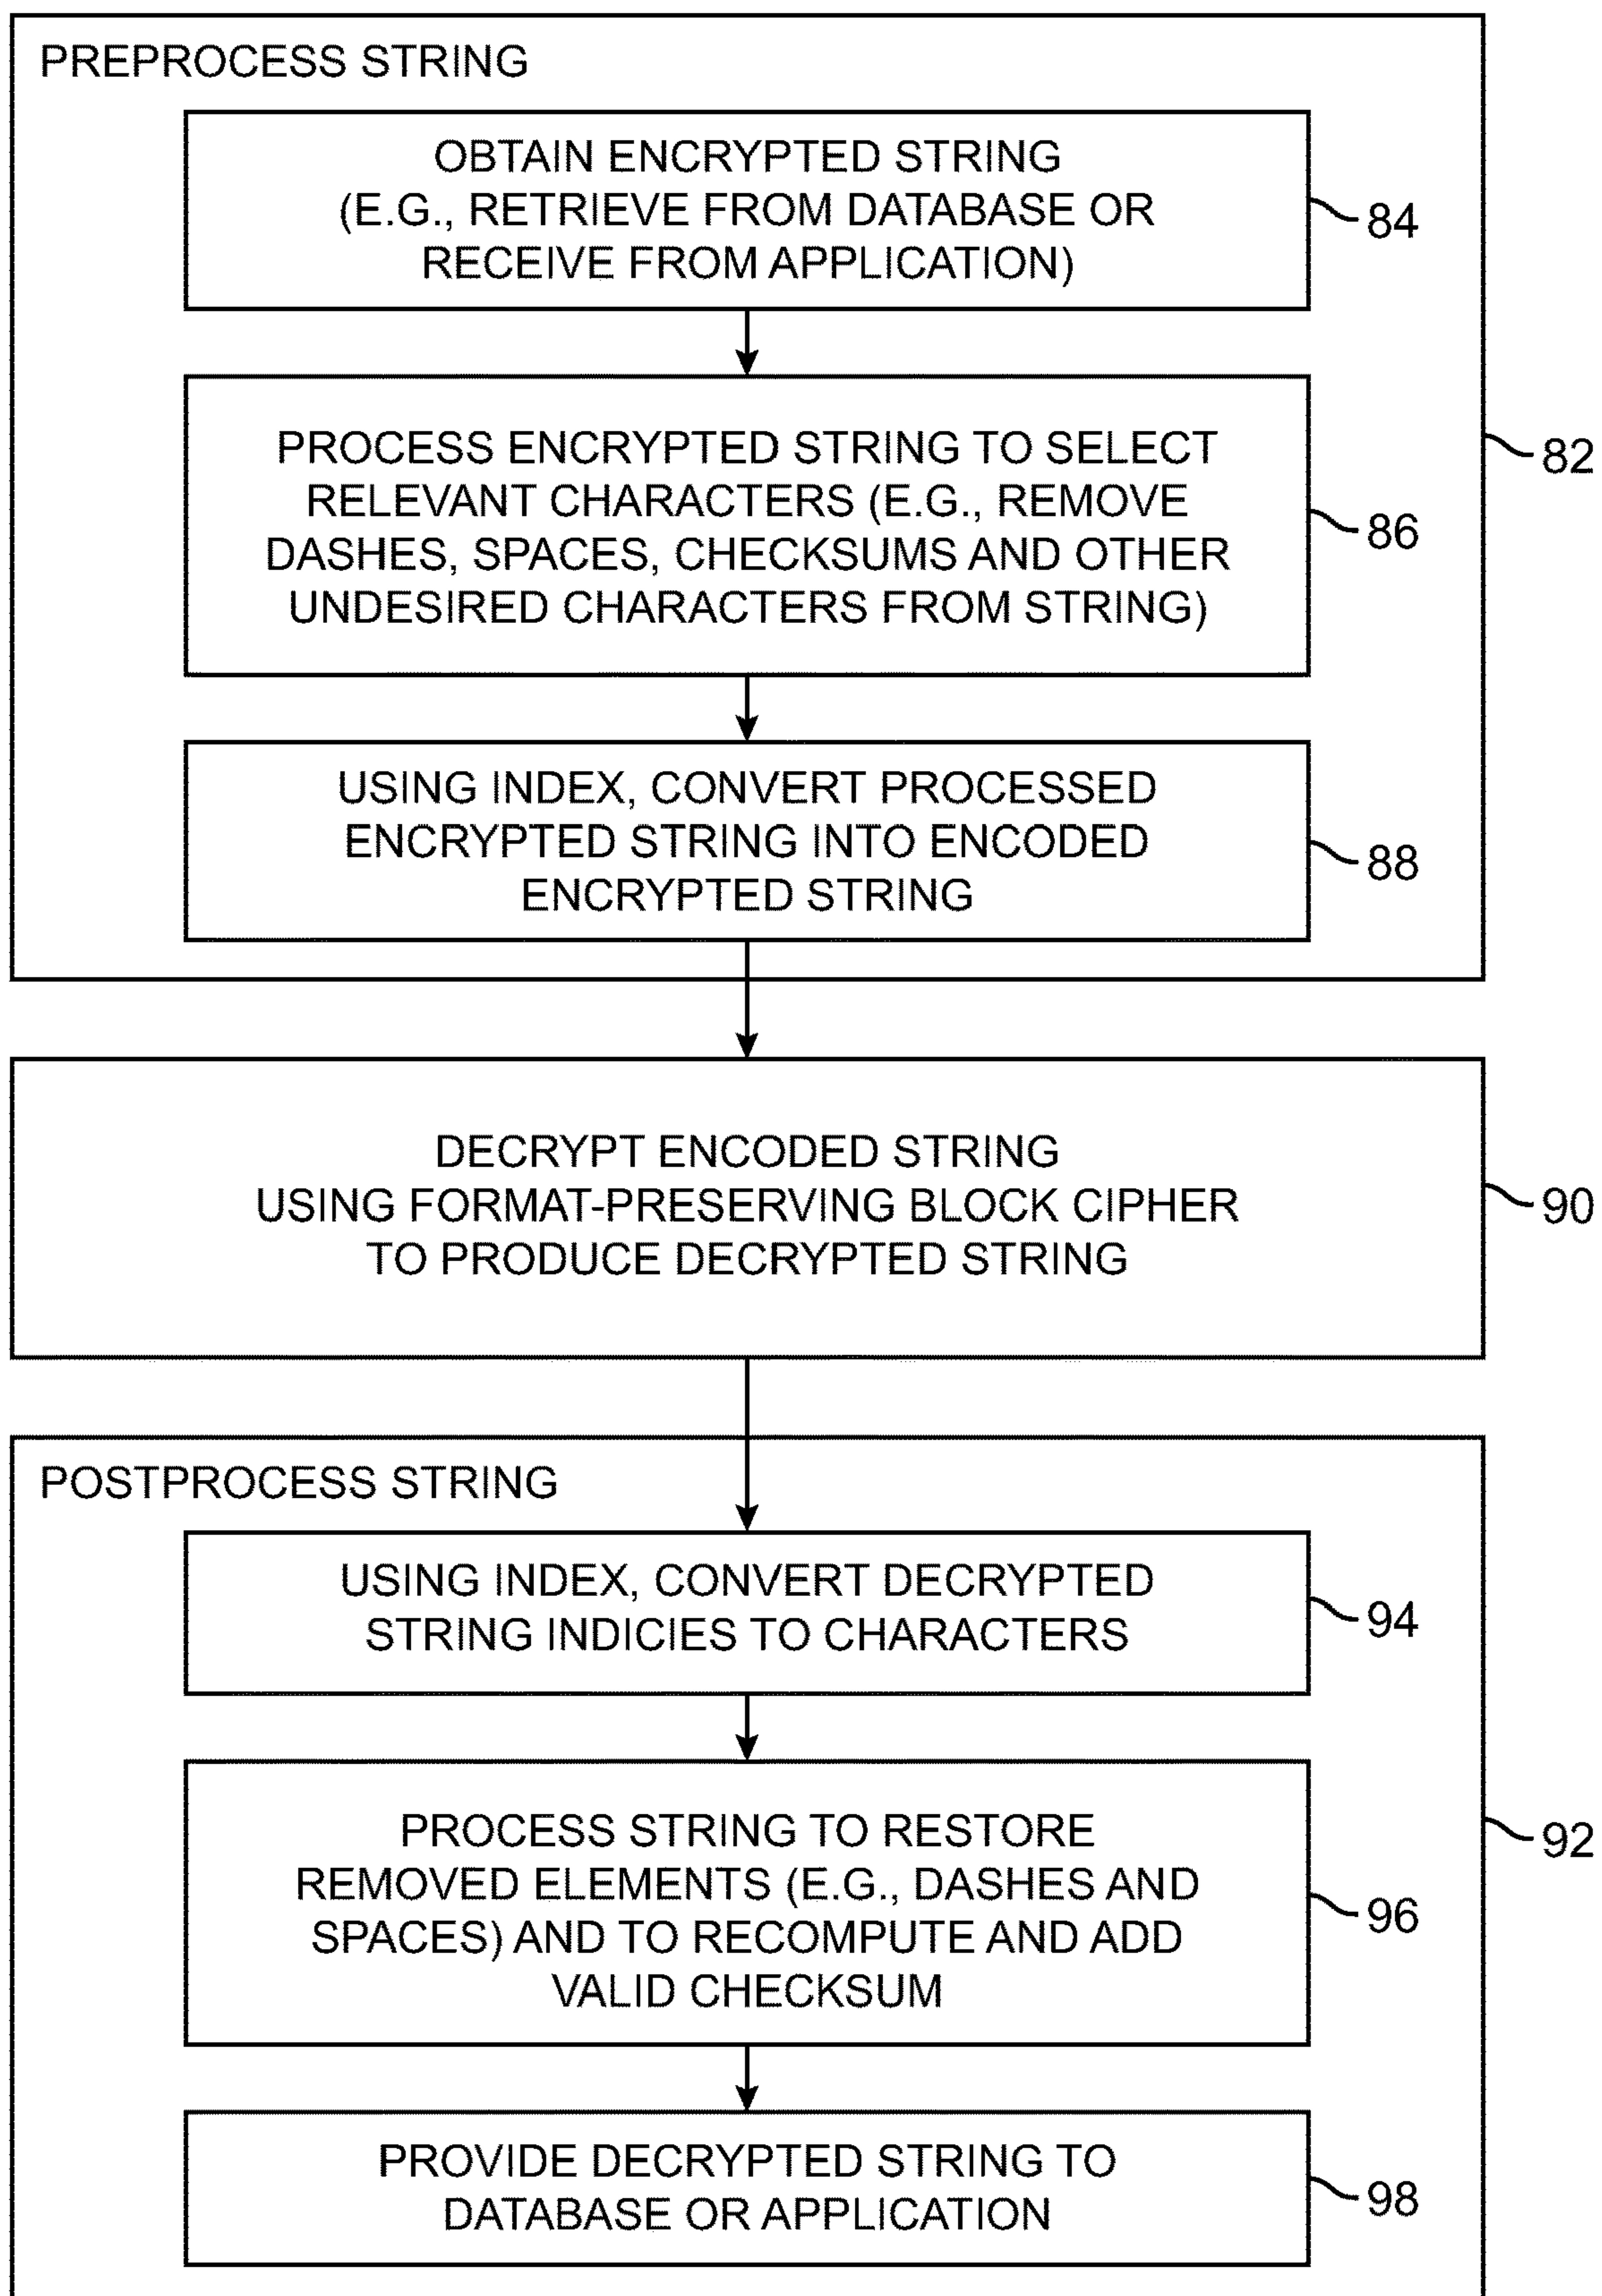 PREPROCESS STRING
OBTAIN ENCRYPTED STRING
(E.G., RETRIEVE FROM DATABASE OR
RECEIVE FROM APPLICATION)
84
PROCESS ENCRYPTED STRING TO SELECT
RELEVANT CHARACTERS (E.G., REMOVE
DASHES, SPACES, CHECKSUMS AND OTHER
UNDESIRED CHARACTERS FROM STRING)
86
82
USING INDEX, CONVERT PROCESSED
ENCRYPTED STRING INTO ENCODED
ENCRYPTED STRING
88
DECRYPT ENCODED STRING
USING FORMAT-PRESERVING BLOCK CIPHER
TO PRODUCE DECRYPTED STRING
90
POSTPROCESS STRING
USING INDEX, CONVERT DECRYPTED
STRING INDICIES TO CHARACTERS
94
PROCESS STRING TO RESTORE
REMOVED ELEMENTS (E.G., DASHES AND
SPACES) AND TO RECOMPUTE AND ADD
VALID CHECKSUM
96
92
PROVIDE DECRYPTED STRING TO
DATABASE OR APPLICATION
98